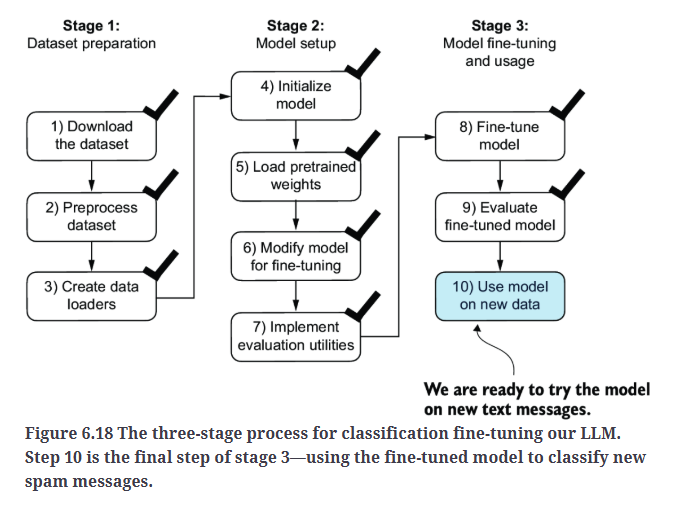 Stage 1:
Dataset preparation
1) Download
the dataset
2) Preprocess
dataset
3) Create data
loaders
Stage 2:
Model setup
4) Initialize
model
5) Load pretrained
weights
6) Modify model
for fine-tuning
7) Implement
evaluation utilities
Stage 3:
Model fine-tuning
and usage
8) Fine-tune
model
9) Evaluate
fine-tuned model
10) Use model
on new data
We are ready to try the model
on new text messages.
Figure 6.18 The three-stage process for classification fine-tuning our LLM.
Step 10 is the final step of stage 3—using the fine-tuned model to classify new
spam messages.